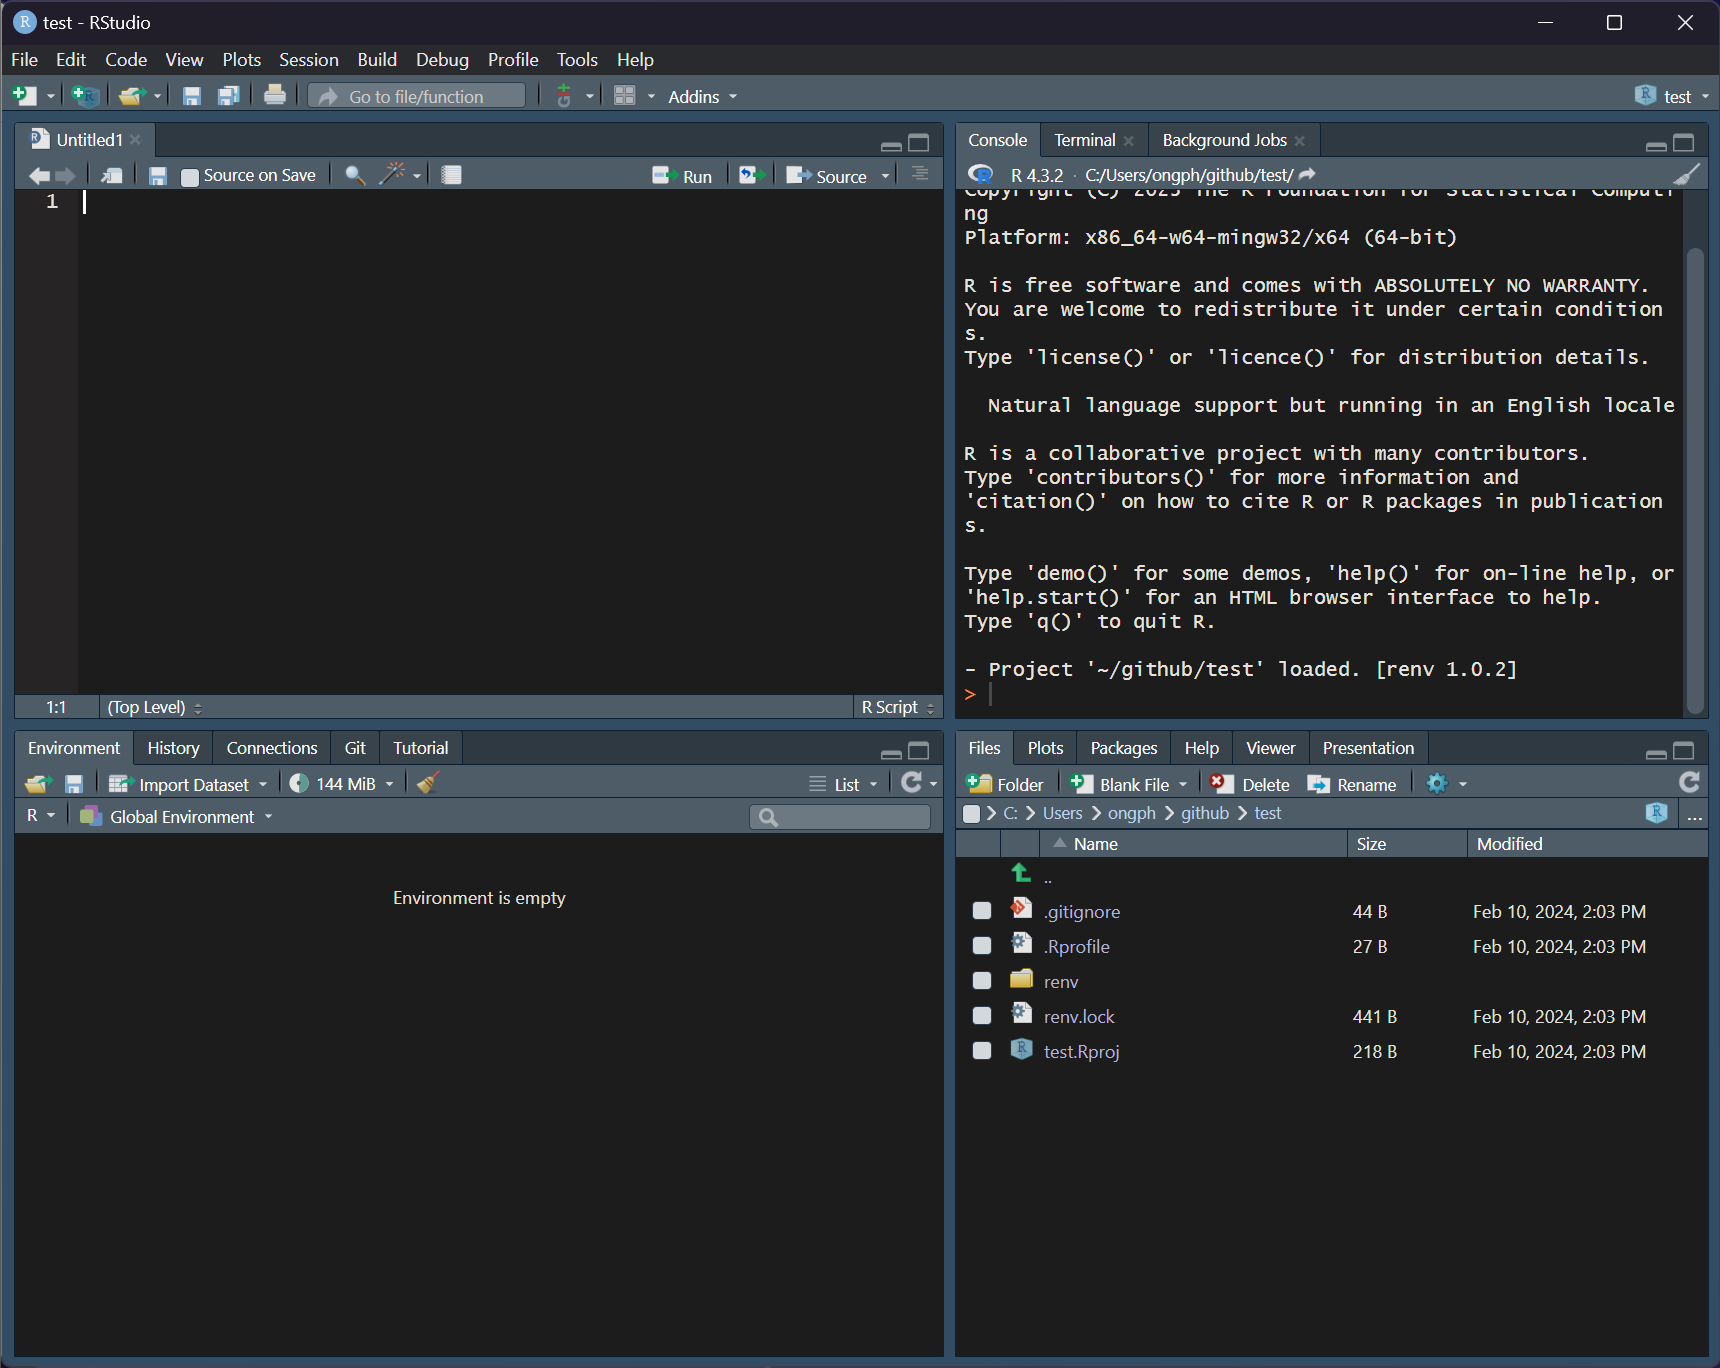 test - RStudio
File Edit Code View Plots Session Build Debug Profile Tools Help
Go to file/function Addins test
Untitled1
Source on Save Run Source
1
1:1 (Top Level) R Script
Console Terminal Background Jobs
R 4.3.2 · C:/Users/ongph/github/test/
Copyright (C) 2023 The R Foundation for Statistical Computi
ng
Platform: x86_64-w64-mingw32/x64 (64-bit)
R is free software and comes with ABSOLUTELY NO WARRANTY.
You are welcome to redistribute it under certain condition
s.
Type 'license()' or 'licence()' for distribution details.
Natural language support but running in an English locale
R is a collaborative project with many contributors.
Type 'contributors()' for more information and
'citation()' on how to cite R or R packages in publication
s.
Type 'demo()' for some demos, 'help()' for on-line help, or
'help.start()' for an HTML browser interface to help.
Type 'q()' to quit R.
- Project '~/github/test' loaded. [renv 1.0.2]
>
Environment History Connections Git Tutorial
Import Dataset 144 MiB List
R Global Environment
Environment is empty
Files Plots Packages Help Viewer Presentation
Folder Blank File Delete Rename
C: Users ongph github test ...
Name Size Modified
..
.gitignore 44 B Feb 10, 2024, 2:03 PM
.Rprofile 27 B Feb 10, 2024, 2:03 PM
renv
renv.lock 441 B Feb 10, 2024, 2:03 PM
test.Rproj 218 B Feb 10, 2024, 2:03 PM